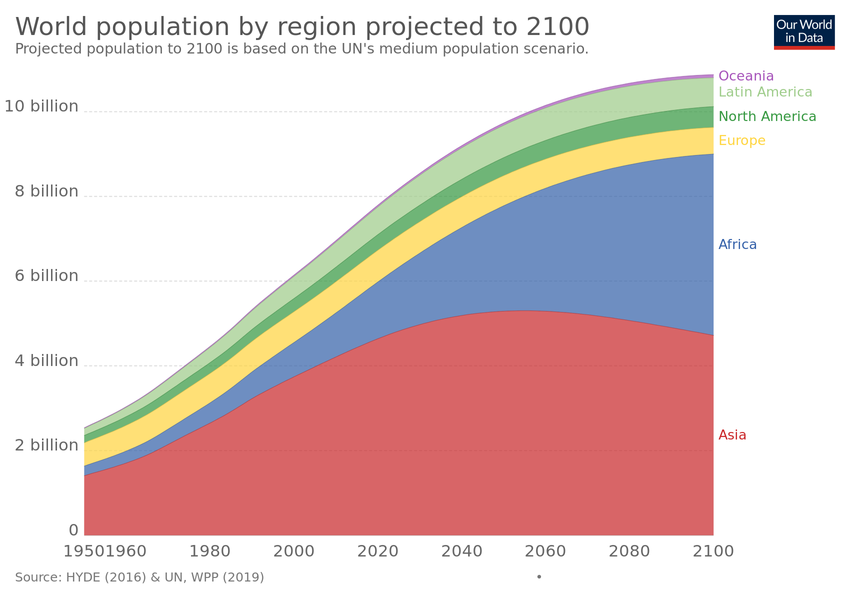 World population by region projected to 2100
Projected population to 2100 is based on the UN's medium population scenario.
Our World
in Data
Oceania
Latin America
10 billion
North America
Europe
8 billion
Africa
6 billion
4 billion
Asia
2 billion
0
1950 1960 1980 2000 2020 2040 2060 2080 2100
Source: HYDE (2016) & UN, WPP (2019)
•